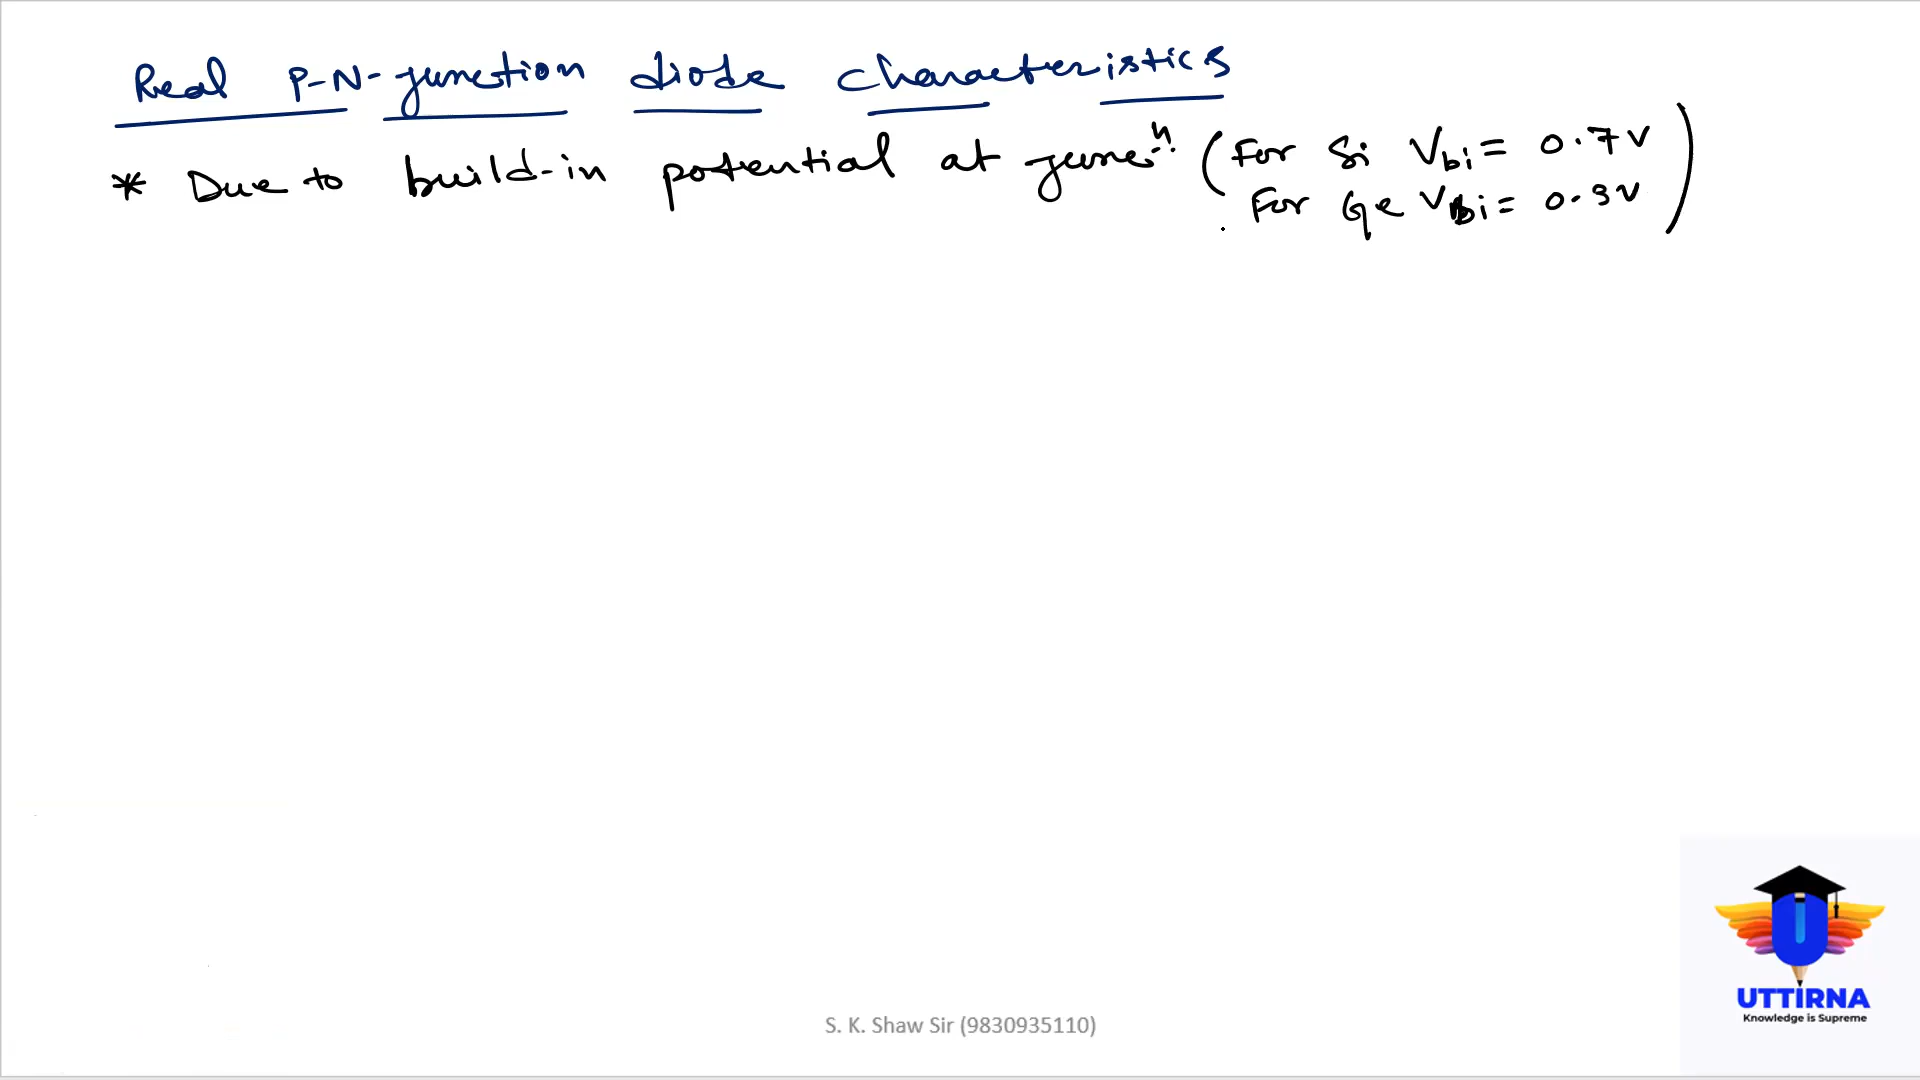 Real P-N-junction diode characteristics
* Due to build-in potential at juncⁿ. (For Si Vbi = 0.7V
For Ge Vbi = 0.3V)
UTTIRNA
Knowledge is Supreme
S. K. Shaw Sir (9830935110)